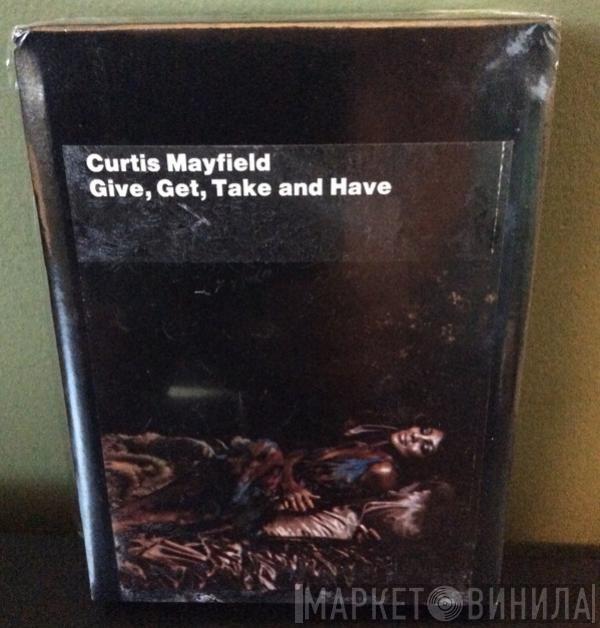 Curtis Mayfield
Give, Get, Take and Have
МАРКЕТ ВИНИЛА